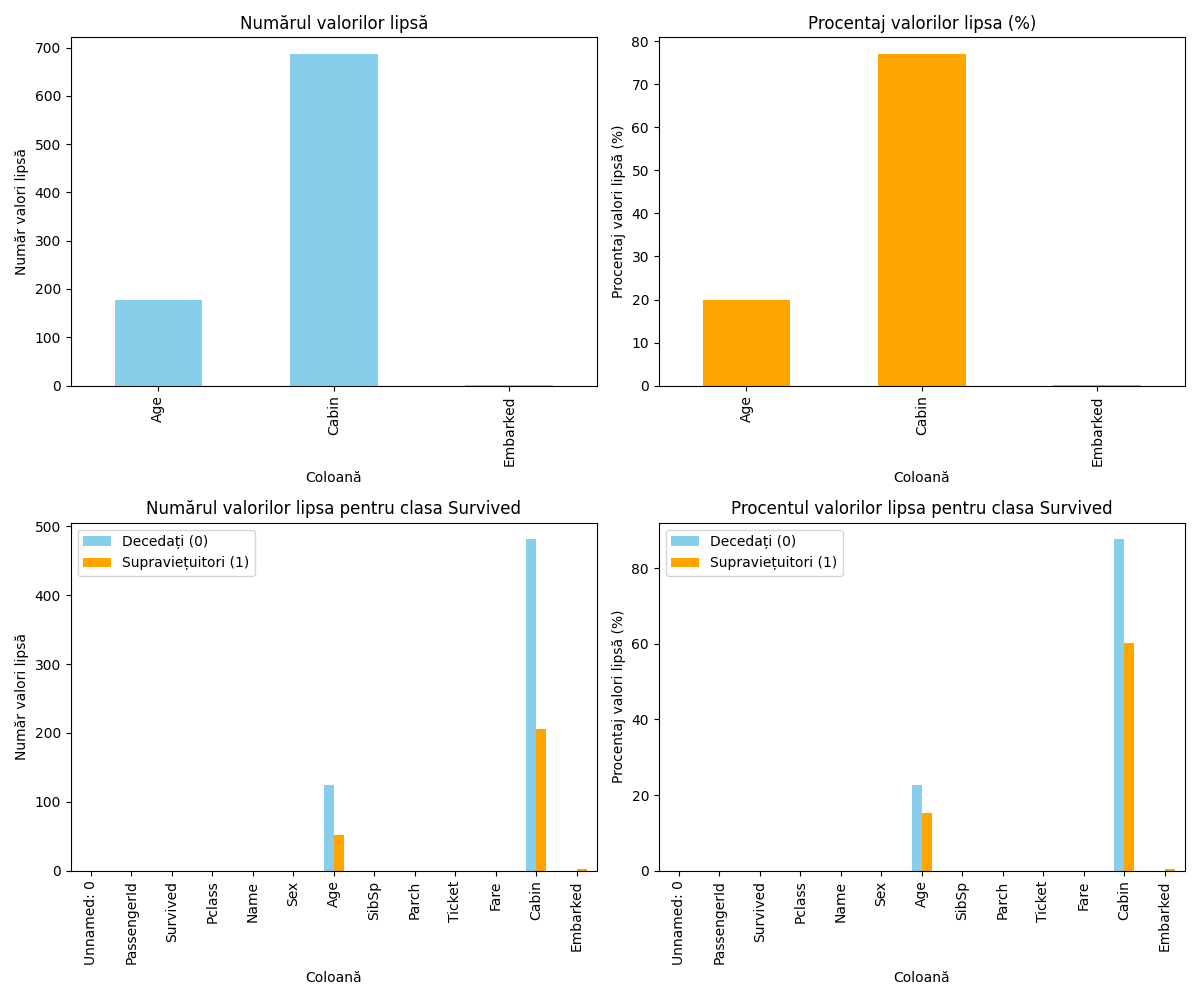 Numărul valorilor lipsă
Număr valori lipsă
700
600
500
400
300
200
100
0
Age
Cabin
Embarked
Coloană
Procentaj valorilor lipsa (%)
Procentaj valori lipsă (%)
80
70
60
50
40
30
20
10
0
Age
Cabin
Embarked
Coloană
Numărul valorilor lipsa pentru clasa Survived
Decedați (0)
Supraviețuitori (1)
Număr valori lipsă
500
400
300
200
100
0
Unnamed: 0
PassengerId
Survived
Pclass
Name
Sex
Age
SibSp
Parch
Ticket
Fare
Cabin
Embarked
Coloană
Procentul valorilor lipsa pentru clasa Survived
Decedați (0)
Supraviețuitori (1)
Procentaj valori lipsă (%)
80
60
40
20
0
Unnamed: 0
PassengerId
Survived
Pclass
Name
Sex
Age
SibSp
Parch
Ticket
Fare
Cabin
Embarked
Coloană